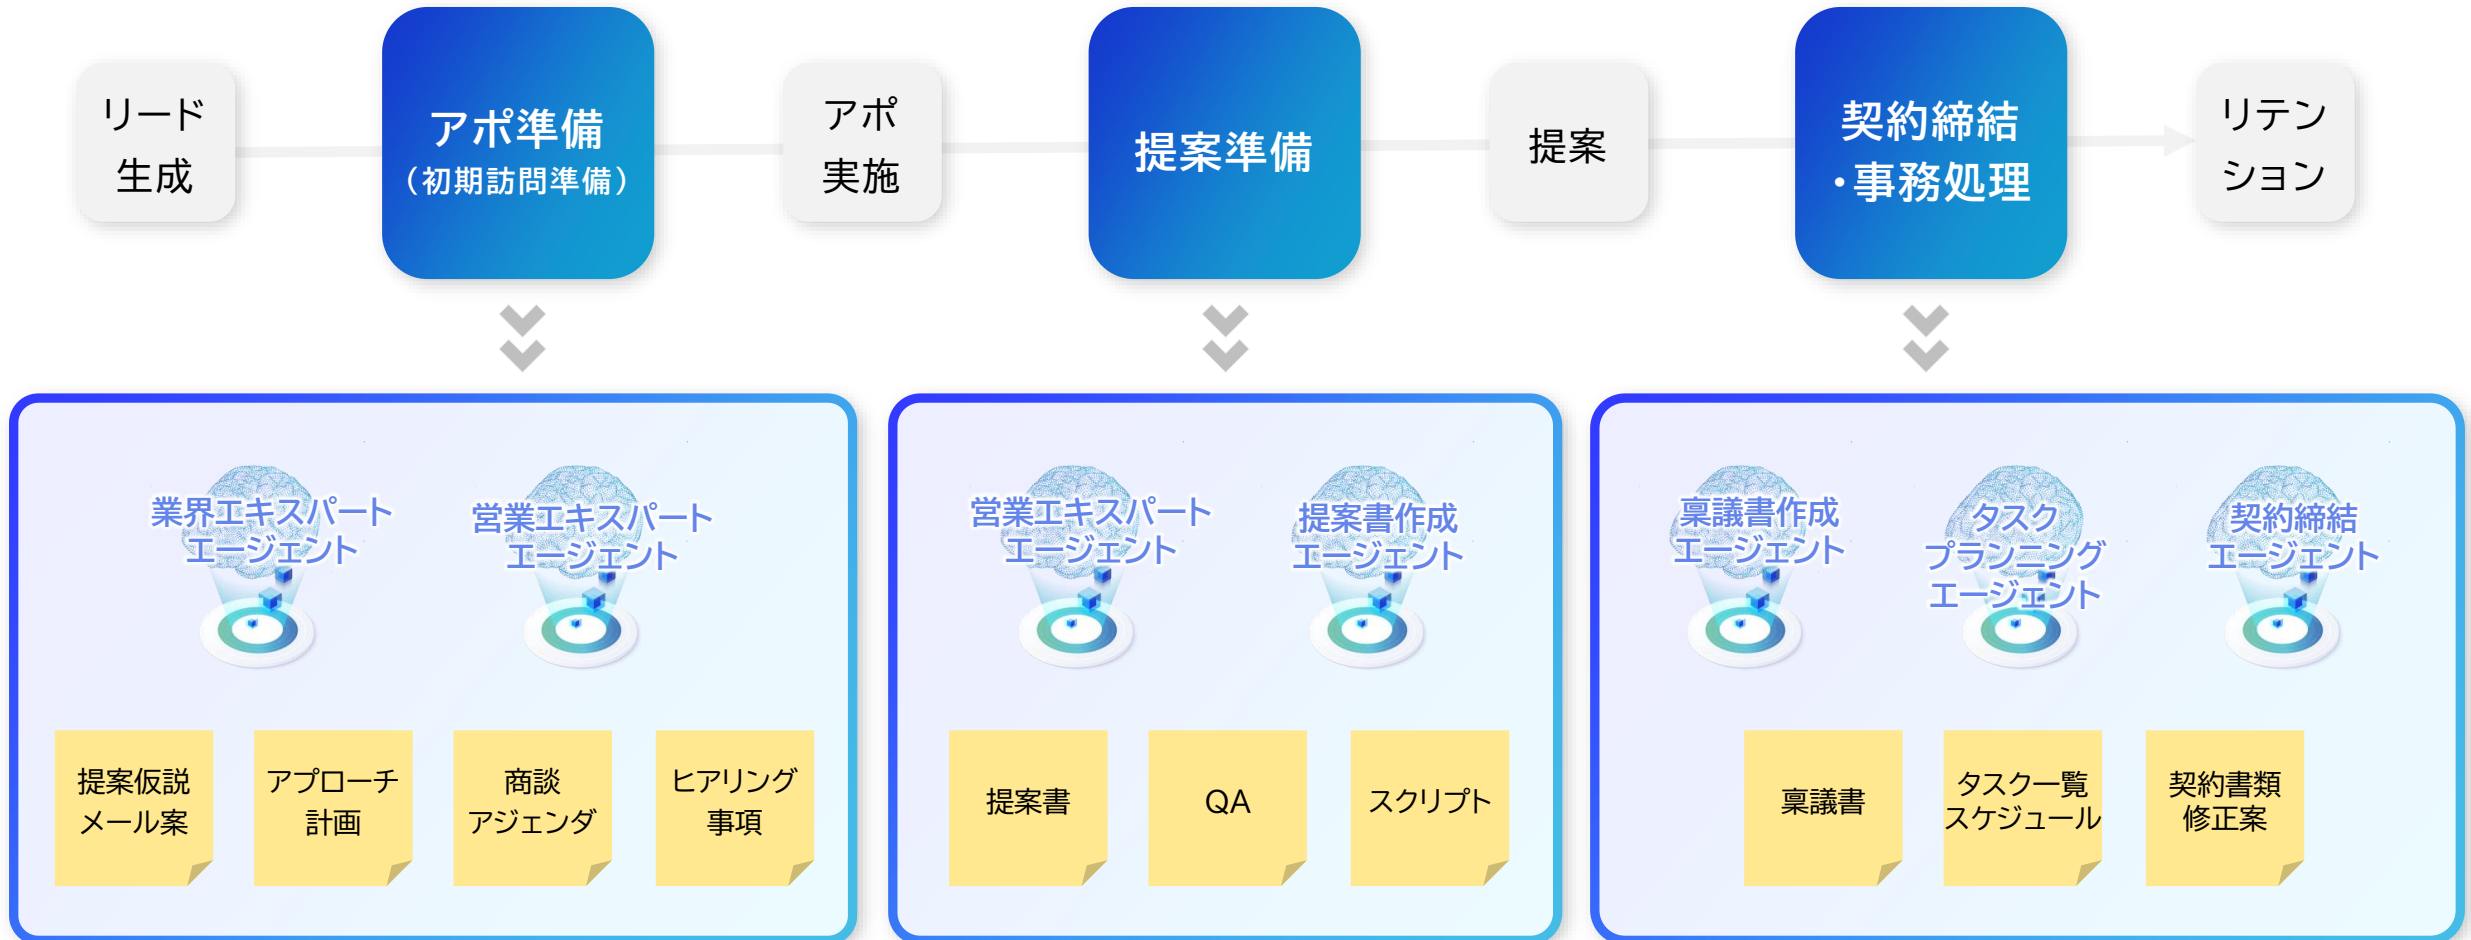 リード
生成
アポ準備
(初期訪問準備)
アポ
実施
提案準備
提案
契約締結
・事務処理
リテン
ション
業界エキスパート
エージェント
営業エキスパート
エージェント
提案仮説
メール案
アプローチ
計画
商談
アジェンダ
ヒアリング
事項
営業エキスパート
エージェント
提案書作成
エージェント
提案書
QA
スクリプト
稟議書作成
エージェント
タスク
プランニング
エージェント
契約締結
エージェント
稟議書
タスク一覧
スケジュール
契約書類
修正案